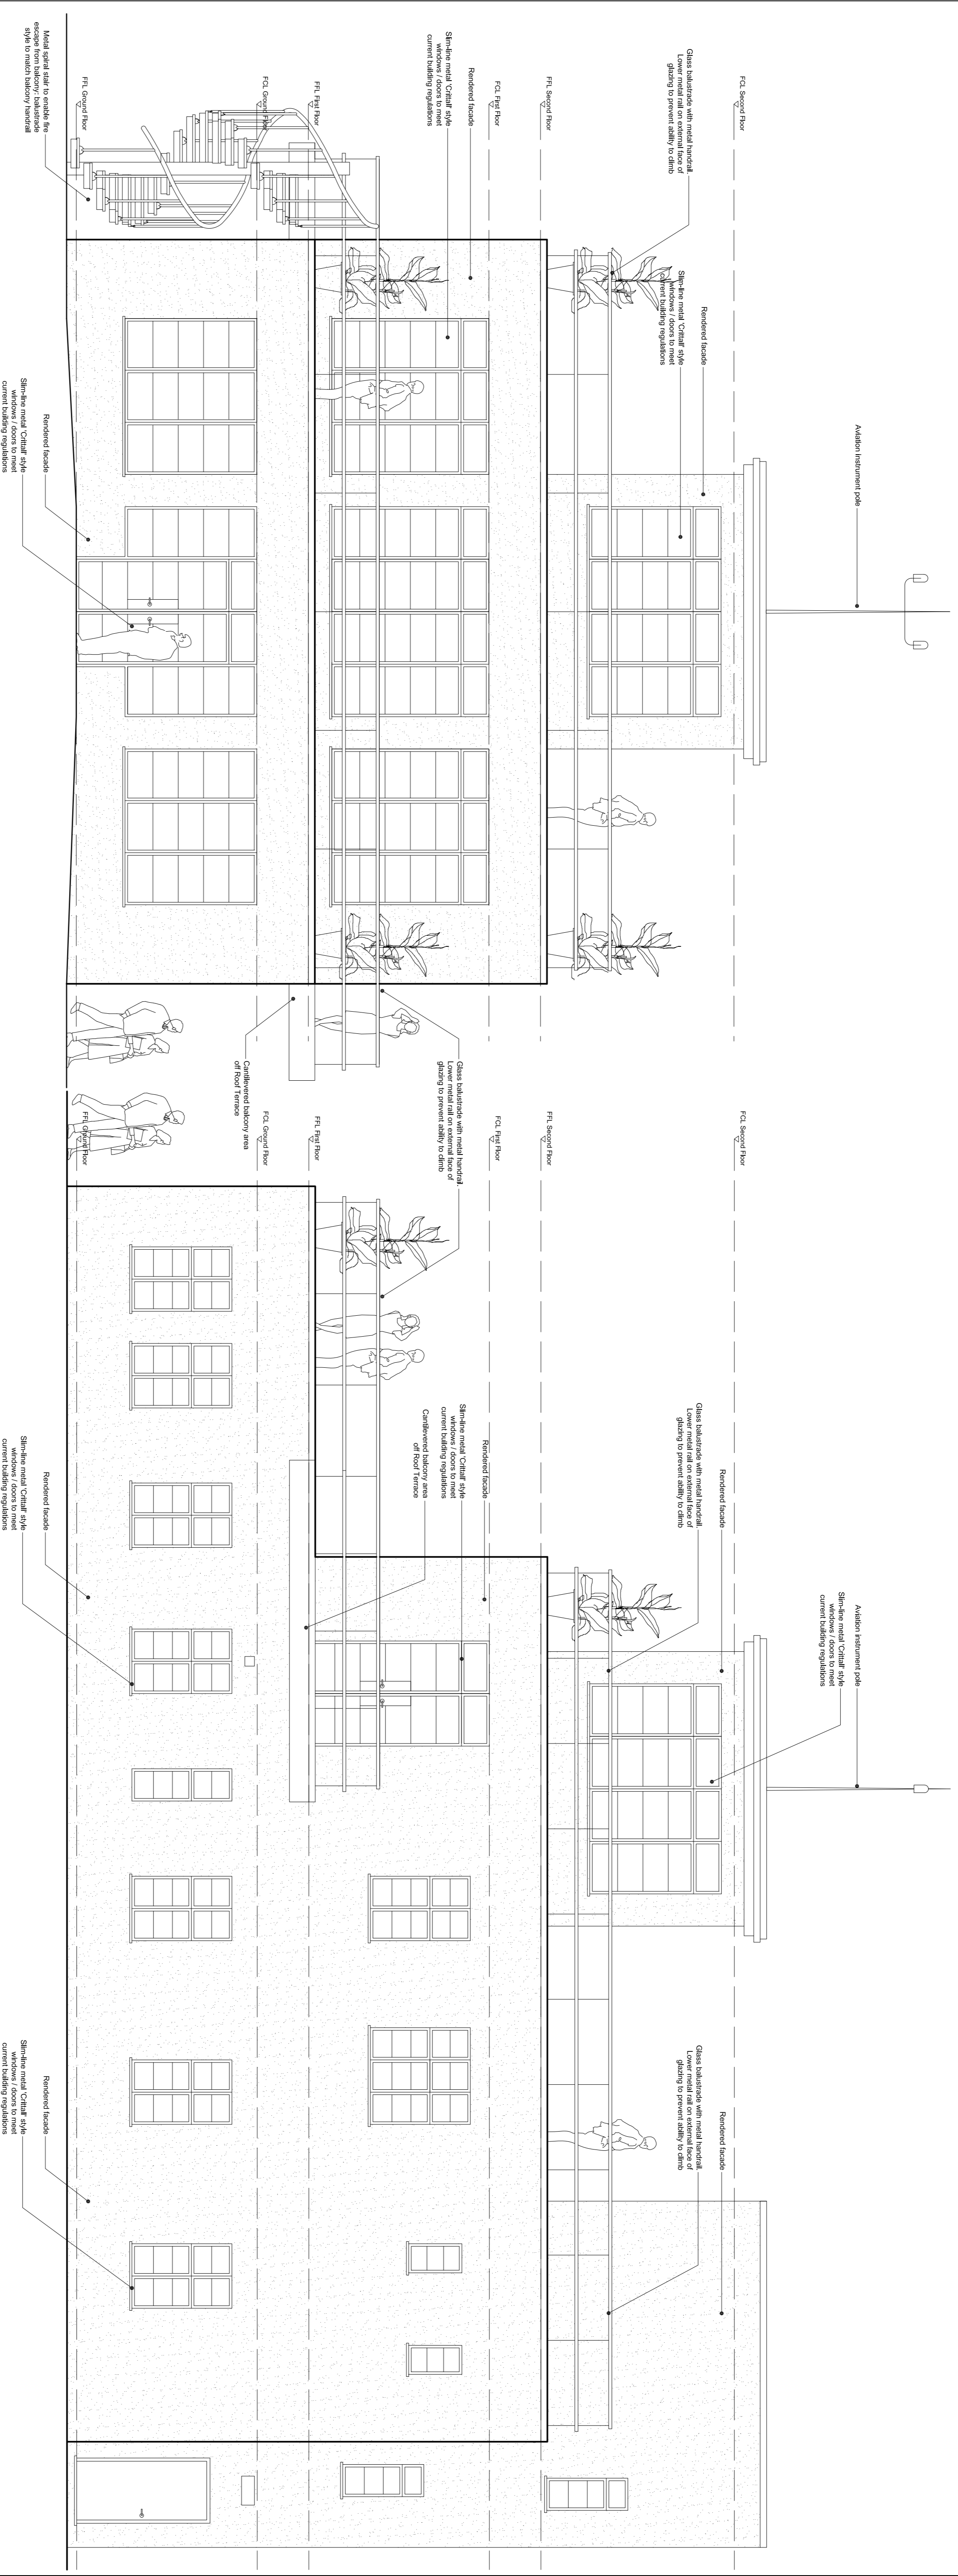 Aviation instrument pole
FCL Second Floor
Rendered facade
Glass balustrade with metal handrail.
Lower metal rail on external face of
glazing to prevent ability to climb
Slim-line metal 'Crittall' style
windows / doors to meet
current building regulations
FFL Second Floor
FCL First Floor
Rendered facade
Slim-line metal 'Crittall' style
windows / doors to meet
current building regulations
Glass balustrade with metal handrail.
Lower metal rail on external face of
glazing to prevent ability to climb
FFL First Floor
FCL Ground Floor
Cantilevered balcony area
off Roof Terrace
FFL Ground Floor
Metal spiral stair to enable fire
escape from balcony: balustrade
style to match balcony handrail
Rendered facade
Slim-line metal 'Crittall' style
windows / doors to meet
current building regulations
Aviation instrument pole
Slim-line metal 'Crittall' style
windows / doors to meet
current building regulations
FCL Second Floor
Rendered facade
Glass balustrade with metal handrail.
Lower metal rail on external face of
glazing to prevent ability to climb
Rendered facade
Glass balustrade with metal handrail.
Lower metal rail on external face of
glazing to prevent ability to climb
FFL Second Floor
FCL First Floor
Rendered facade
Slim-line metal 'Crittall' style
windows / doors to meet
current building regulations
Cantilevered balcony area
off Roof Terrace
FFL First Floor
FCL Ground Floor
FFL Ground Floor
Rendered facade
Slim-line metal 'Crittall' style
windows / doors to meet
current building regulations
Rendered facade
Slim-line metal 'Crittall' style
windows / doors to meet
current building regulations